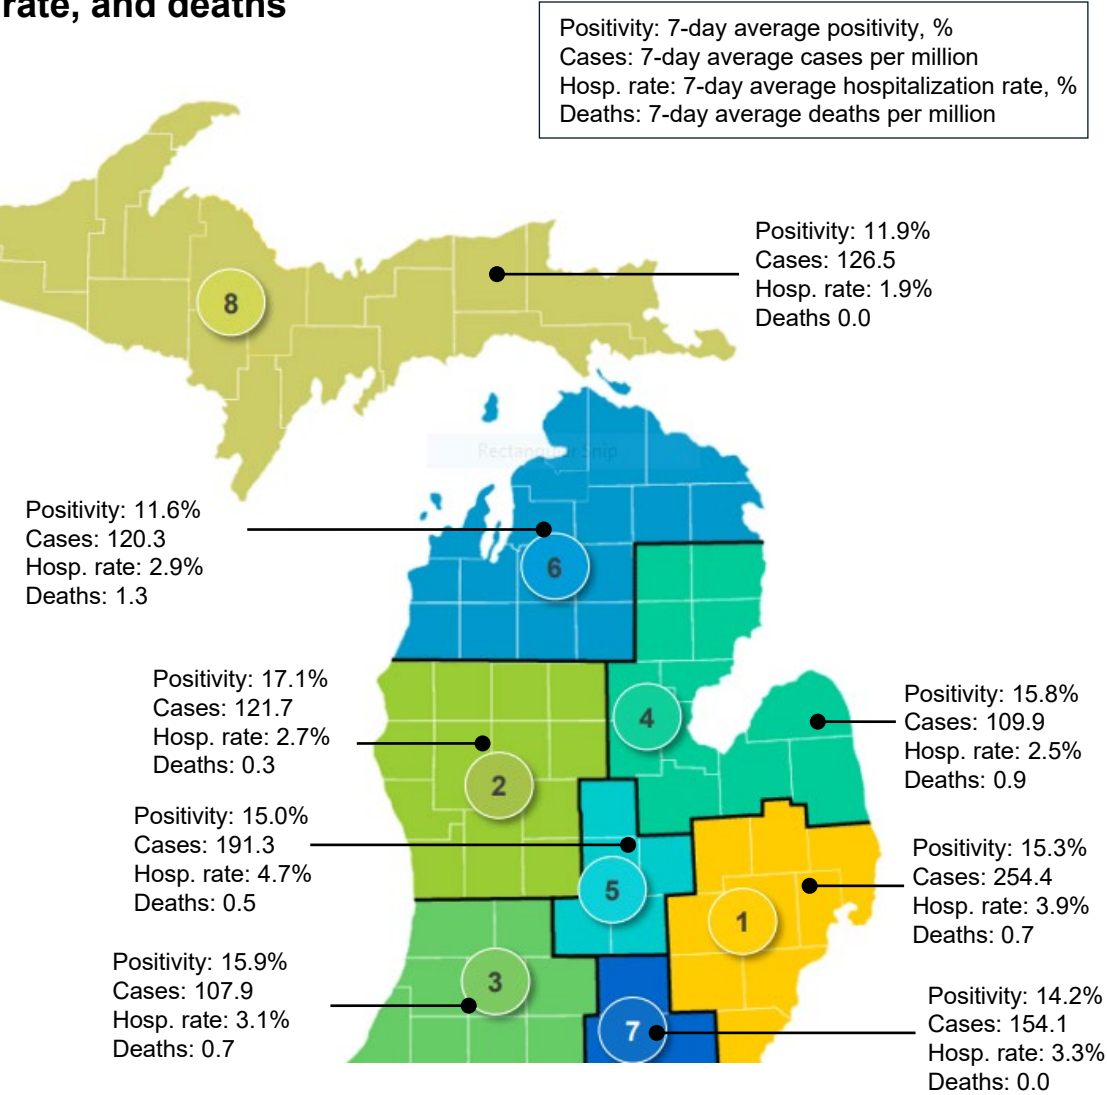 rate, and deaths
Positivity: 7-day average positivity, %
Cases: 7-day average cases per million
Hosp. rate: 7-day average hospitalization rate, %
Deaths: 7-day average deaths per million
Positivity: 11.9%
Cases: 126.5
Hosp. rate: 1.9%
Deaths 0.0
8
Rectangular Snip
Positivity: 11.6%
Cases: 120.3
Hosp. rate: 2.9%
Deaths: 1.3
6
Positivity: 17.1%
Cases: 121.7
Hosp. rate: 2.7%
Deaths: 0.3
2
4
Positivity: 15.8%
Cases: 109.9
Hosp. rate: 2.5%
Deaths: 0.9
Positivity: 15.0%
Cases: 191.3
Hosp. rate: 4.7%
Deaths: 0.5
5
1
Positivity: 15.3%
Cases: 254.4
Hosp. rate: 3.9%
Deaths: 0.7
Positivity: 15.9%
Cases: 107.9
Hosp. rate: 3.1%
Deaths: 0.7
3
7
Positivity: 14.2%
Cases: 154.1
Hosp. rate: 3.3%
Deaths: 0.0